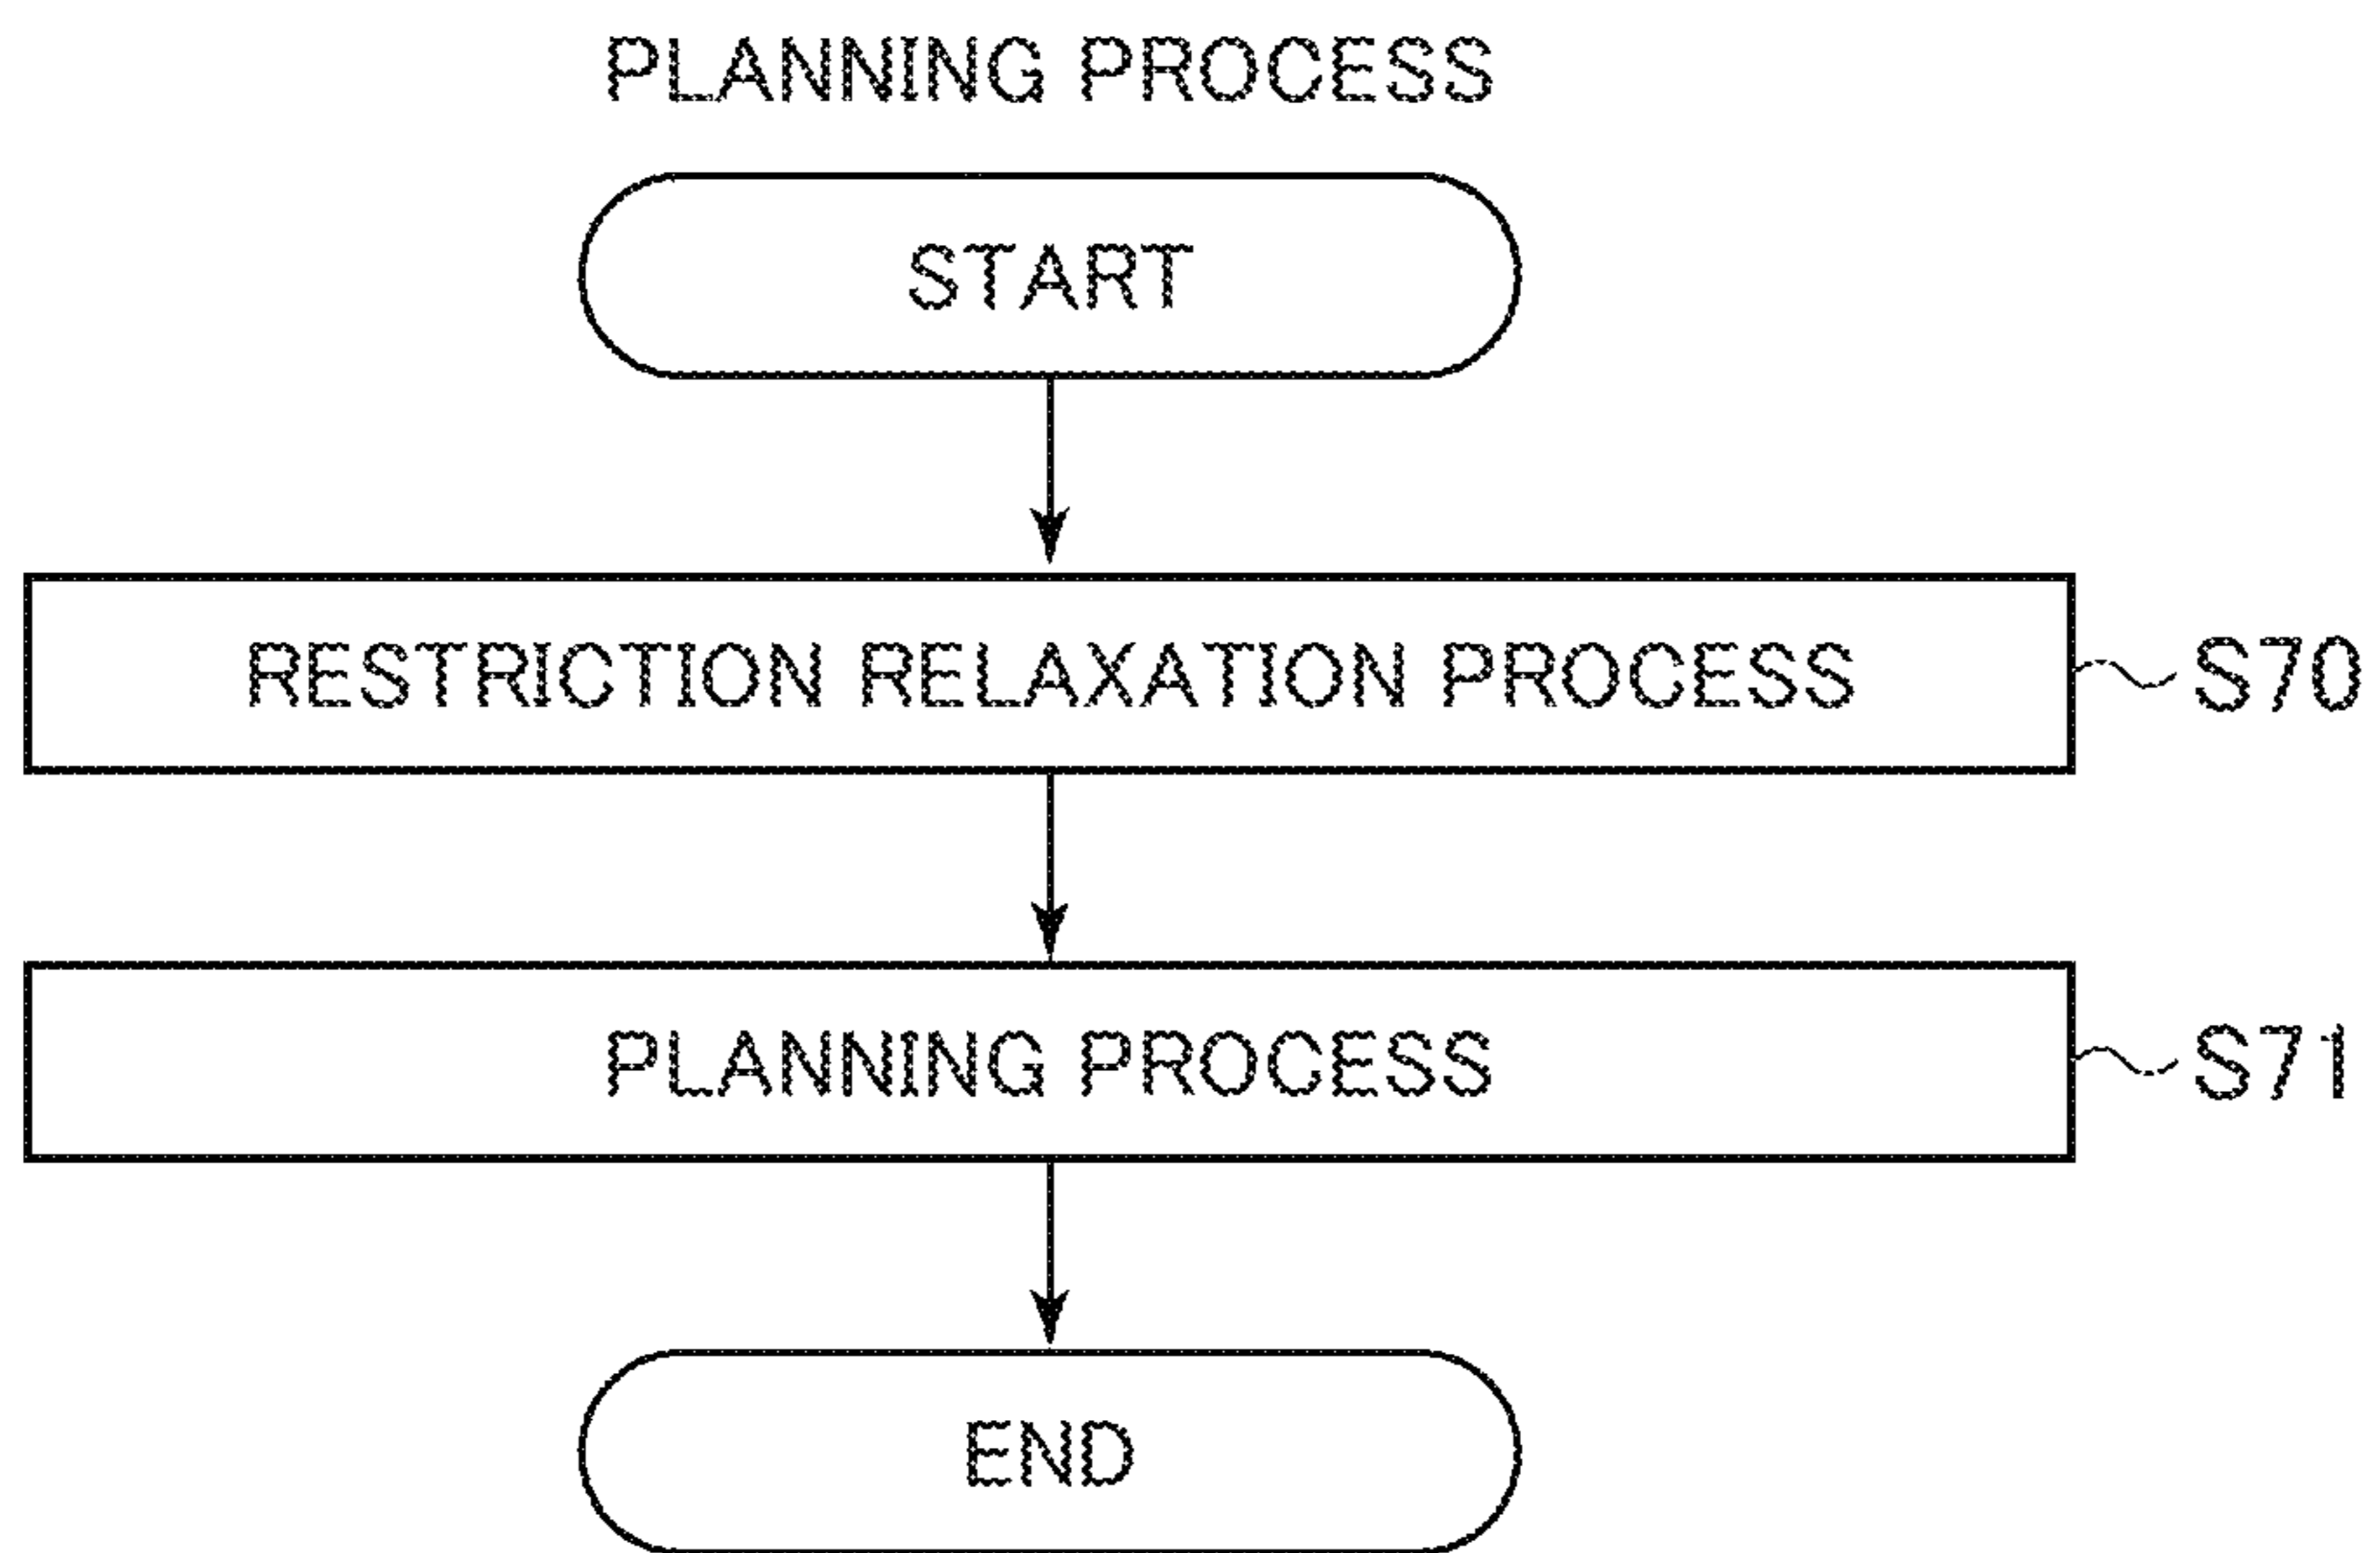 PLANNING PROCESS
START
RESTRICTION RELAXATION PROCESS S70
PLANNING PROCESS S71
END